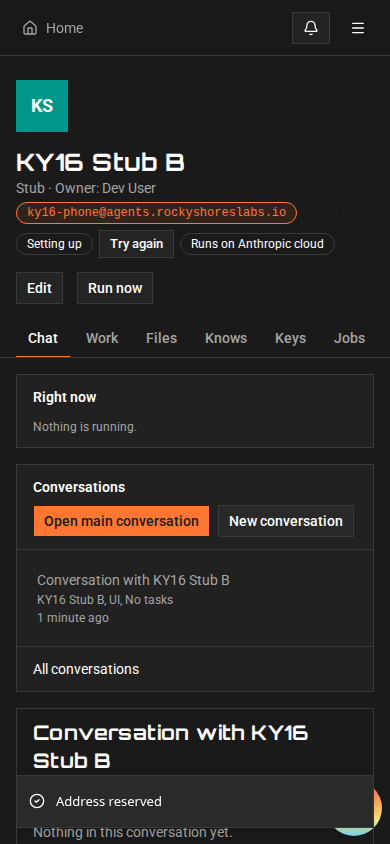 Home
KS
KY16 Stub B
Stub · Owner: Dev User
ky16-phone@agents.rockyshoreslabs.io
Setting up Try again Runs on Anthropic cloud
Edit Run now
Chat Work Files Knows Keys Jobs
Right now
Nothing is running.
Conversations
Open main conversation New conversation
Conversation with KY16 Stub B
KY16 Stub B, UI, No tasks
1 minute ago
All conversations
Conversation with KY16
Stub B
Address reserved
Nothing in this conversation yet.